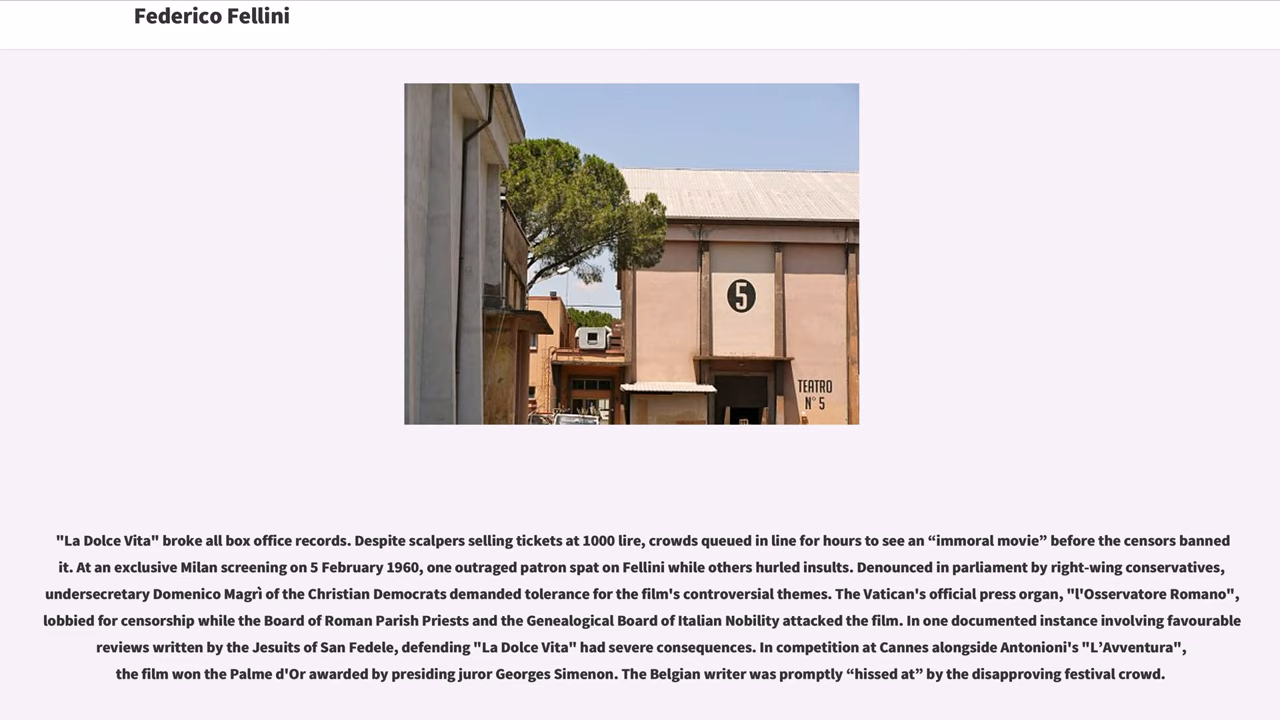 Federico Fellini
5
TEATRO
N° 5
"La Dolce Vita" broke all box office records. Despite scalpers selling tickets at 1000 lire, crowds queued in line for hours to see an “immoral movie” before the censors banned
it. At an exclusive Milan screening on 5 February 1960, one outraged patron spat on Fellini while others hurled insults. Denounced in parliament by right-wing conservatives,
undersecretary Domenico Magrì of the Christian Democrats demanded tolerance for the film's controversial themes. The Vatican's official press organ, "l'Osservatore Romano",
lobbied for censorship while the Board of Roman Parish Priests and the Genealogical Board of Italian Nobility attacked the film. In one documented instance involving favourable
reviews written by the Jesuits of San Fedele, defending "La Dolce Vita" had severe consequences. In competition at Cannes alongside Antonioni's "L’Avventura",
the film won the Palme d'Or awarded by presiding juror Georges Simenon. The Belgian writer was promptly “hissed at” by the disapproving festival crowd.